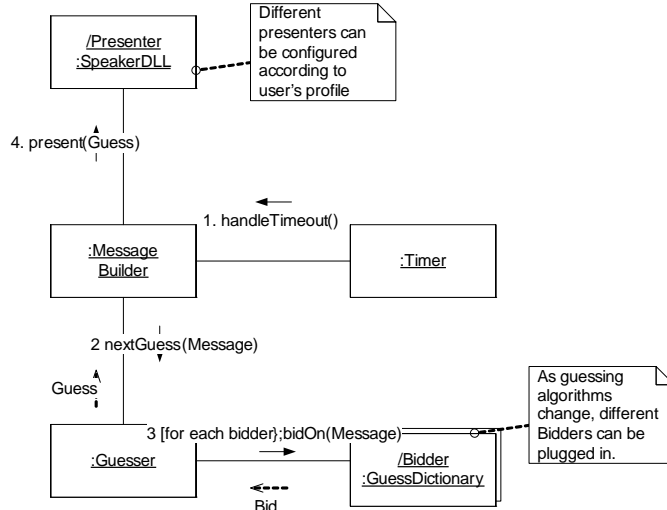 /Presenter
:SpeakerDLL
Different
presenters can
be configured
according to
user's profile
4. present(Guess)
1. handleTimeout()
:Message
Builder
:Timer
2 nextGuess(Message)
Guess
As guessing
algorithms
change, different
Bidders can be
plugged in.
3 [for each bidder};bidOn(Message)
:Guesser
/Bidder
:GuessDictionary
Bid